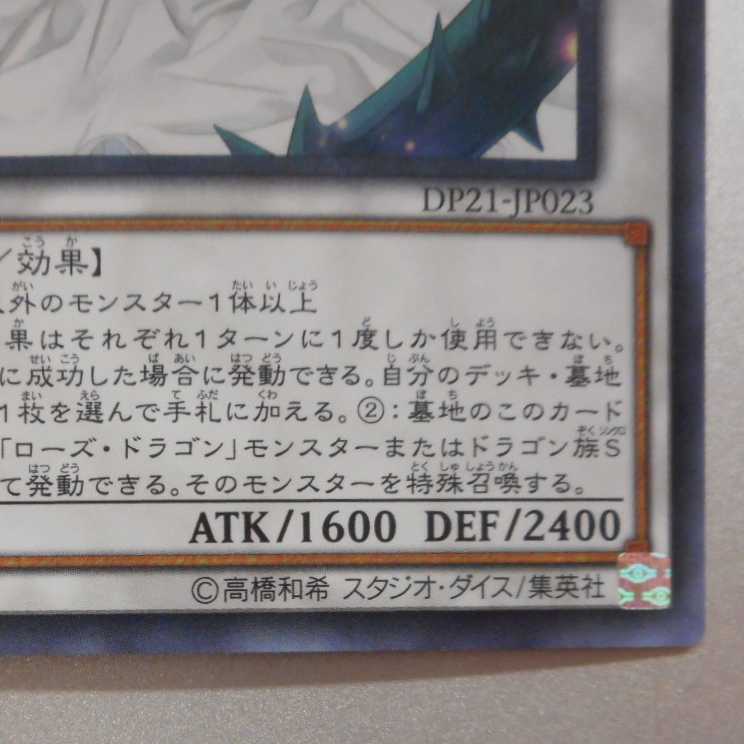 DP21-JP023
/効果】
外のモンスター1体以上
果はそれぞれ1ターンに1度しか使用できない。
に成功した場合に発動できる。自分のデッキ・墓地
1枚を選んで手札に加える。②：墓地のこのカード
「ローズ・ドラゴン」モンスターまたはドラゴン族S
て発動できる。そのモンスターを特殊召喚する。
ATK/1600 DEF/2400
©高橋和希 スタジオ・ダイス/集英社